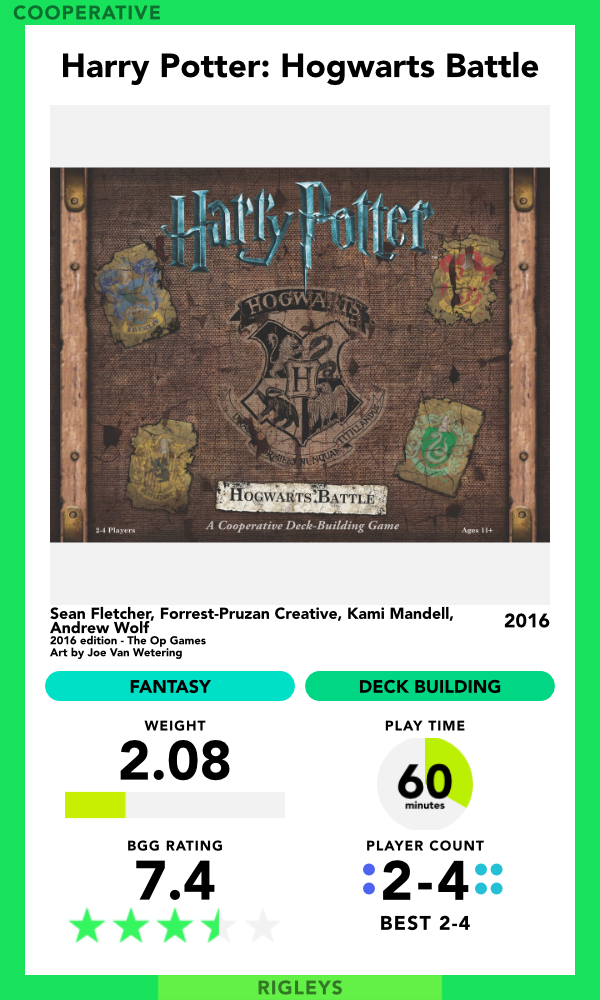 COOPERATIVE
Harry Potter: Hogwarts Battle
Harry Potter
HOGWARTS
H
HOGWARTS BATTLE
A Cooperative Deck-Building Game
2-4 Players
Ages 11+
Sean Fletcher, Forrest-Pruzan Creative, Kami Mandell,
Andrew Wolf
2016
2016 edition - The Op Games
Art by Joe Van Wetering
FANTASY
DECK BUILDING
WEIGHT
2.08
PLAY TIME
60
minutes
BGG RATING
7.4
PLAYER COUNT
2-4
BEST 2-4
RIGLEYS